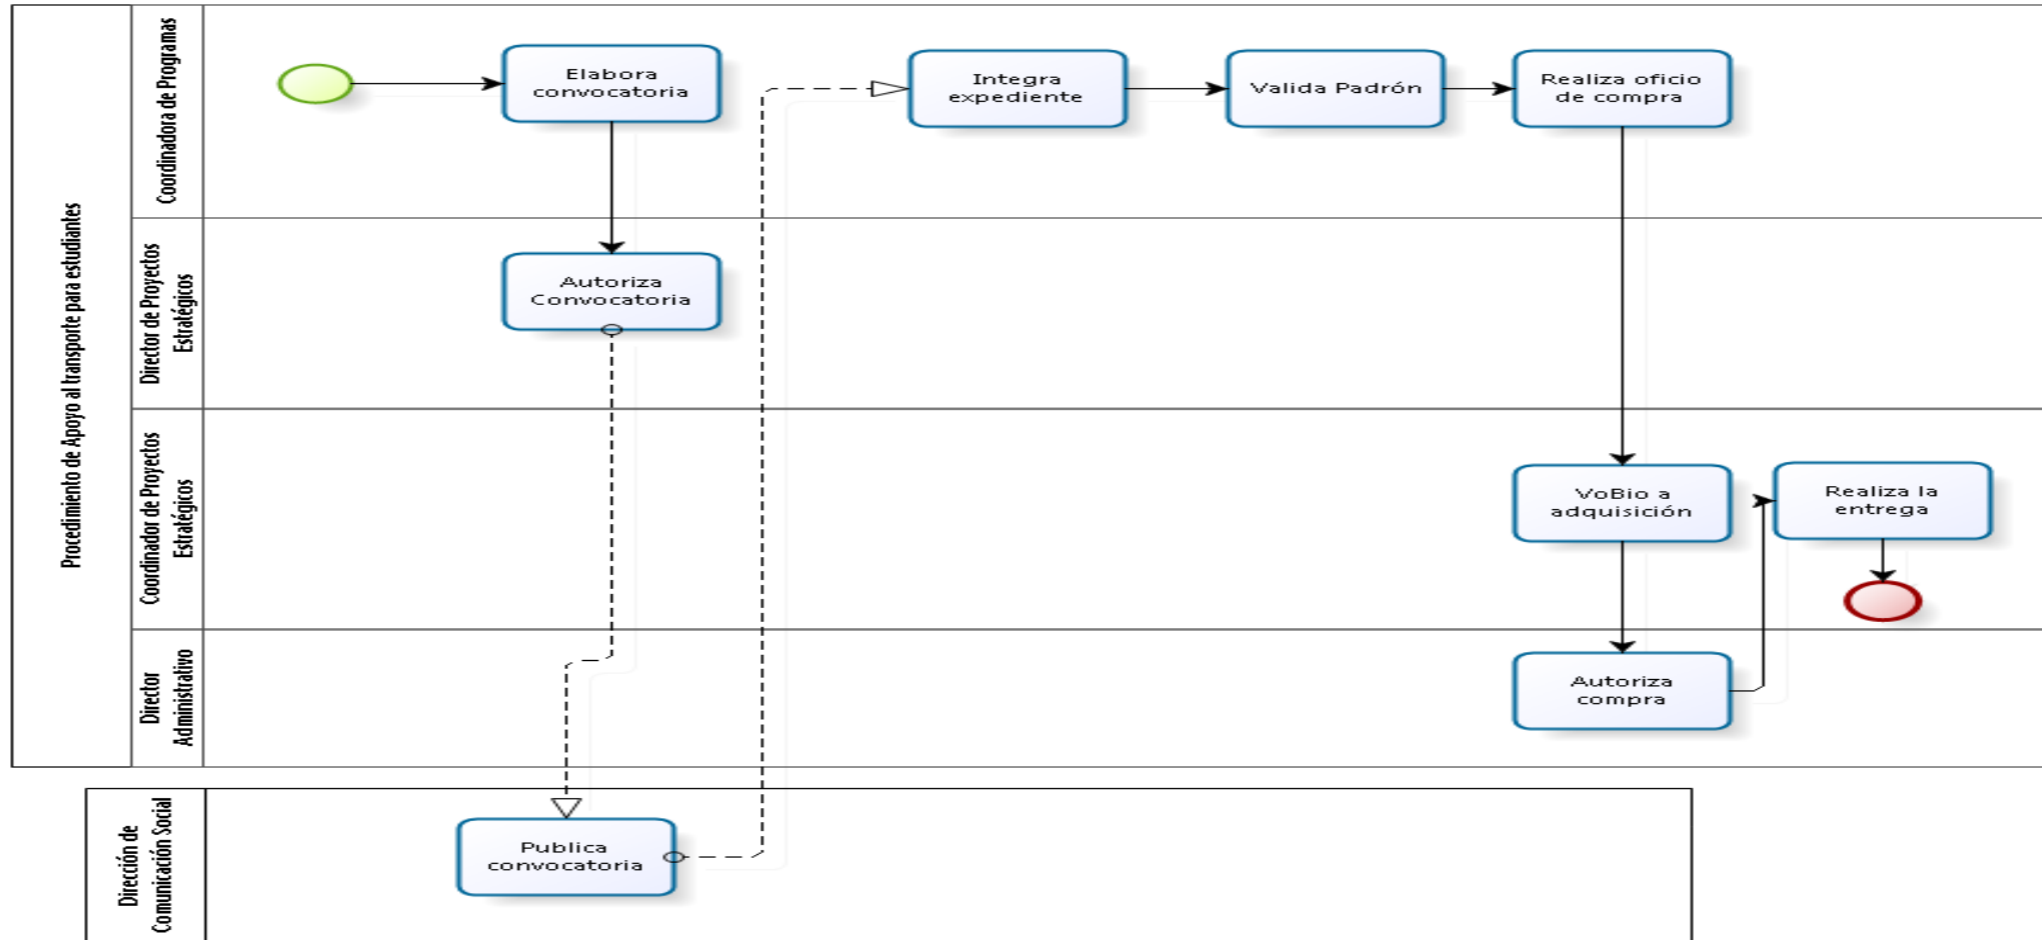 Procedimiento de Apoyo al transporte para estudiantes
Coordinadora de Programas
Elabora
convocatoria
Integra
expediente
Valida Padrón
Realiza oficio
de compra
Director de Proyectos
Estratégicos
Autoriza
Convocatoria
Coordinador de Proyectos
Estratégicos
VoBio a
adquisición
Realiza la
entrega
Director
Administrativo
Autoriza
compra
Dirección de
Comunicación Social
Publica
convocatoria